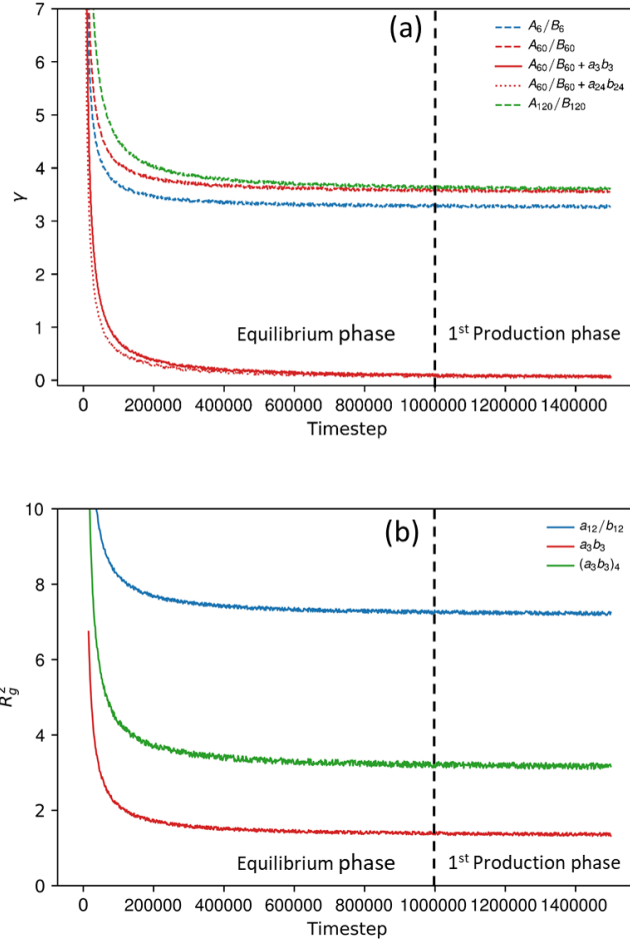 (a)
7
6
5
4
3
2
1
0
γ
A₆/B₆
A₆₀/B₆₀
A₆₀/B₆₀ + a₃b₃
A₆₀/B₆₀ + a₂₄b₂₄
A₁₂₀/B₁₂₀
Equilibrium phase
1ˢᵗ Production phase
0 200000 400000 600000 800000 1000000 1200000 1400000
Timestep
(b)
10
8
6
4
2
0
R²g
a₁₂/b₁₂
a₃b₃
(a₃b₃)₄
Equilibrium phase
1ˢᵗ Production phase
0 200000 400000 600000 800000 1000000 1200000 1400000
Timestep